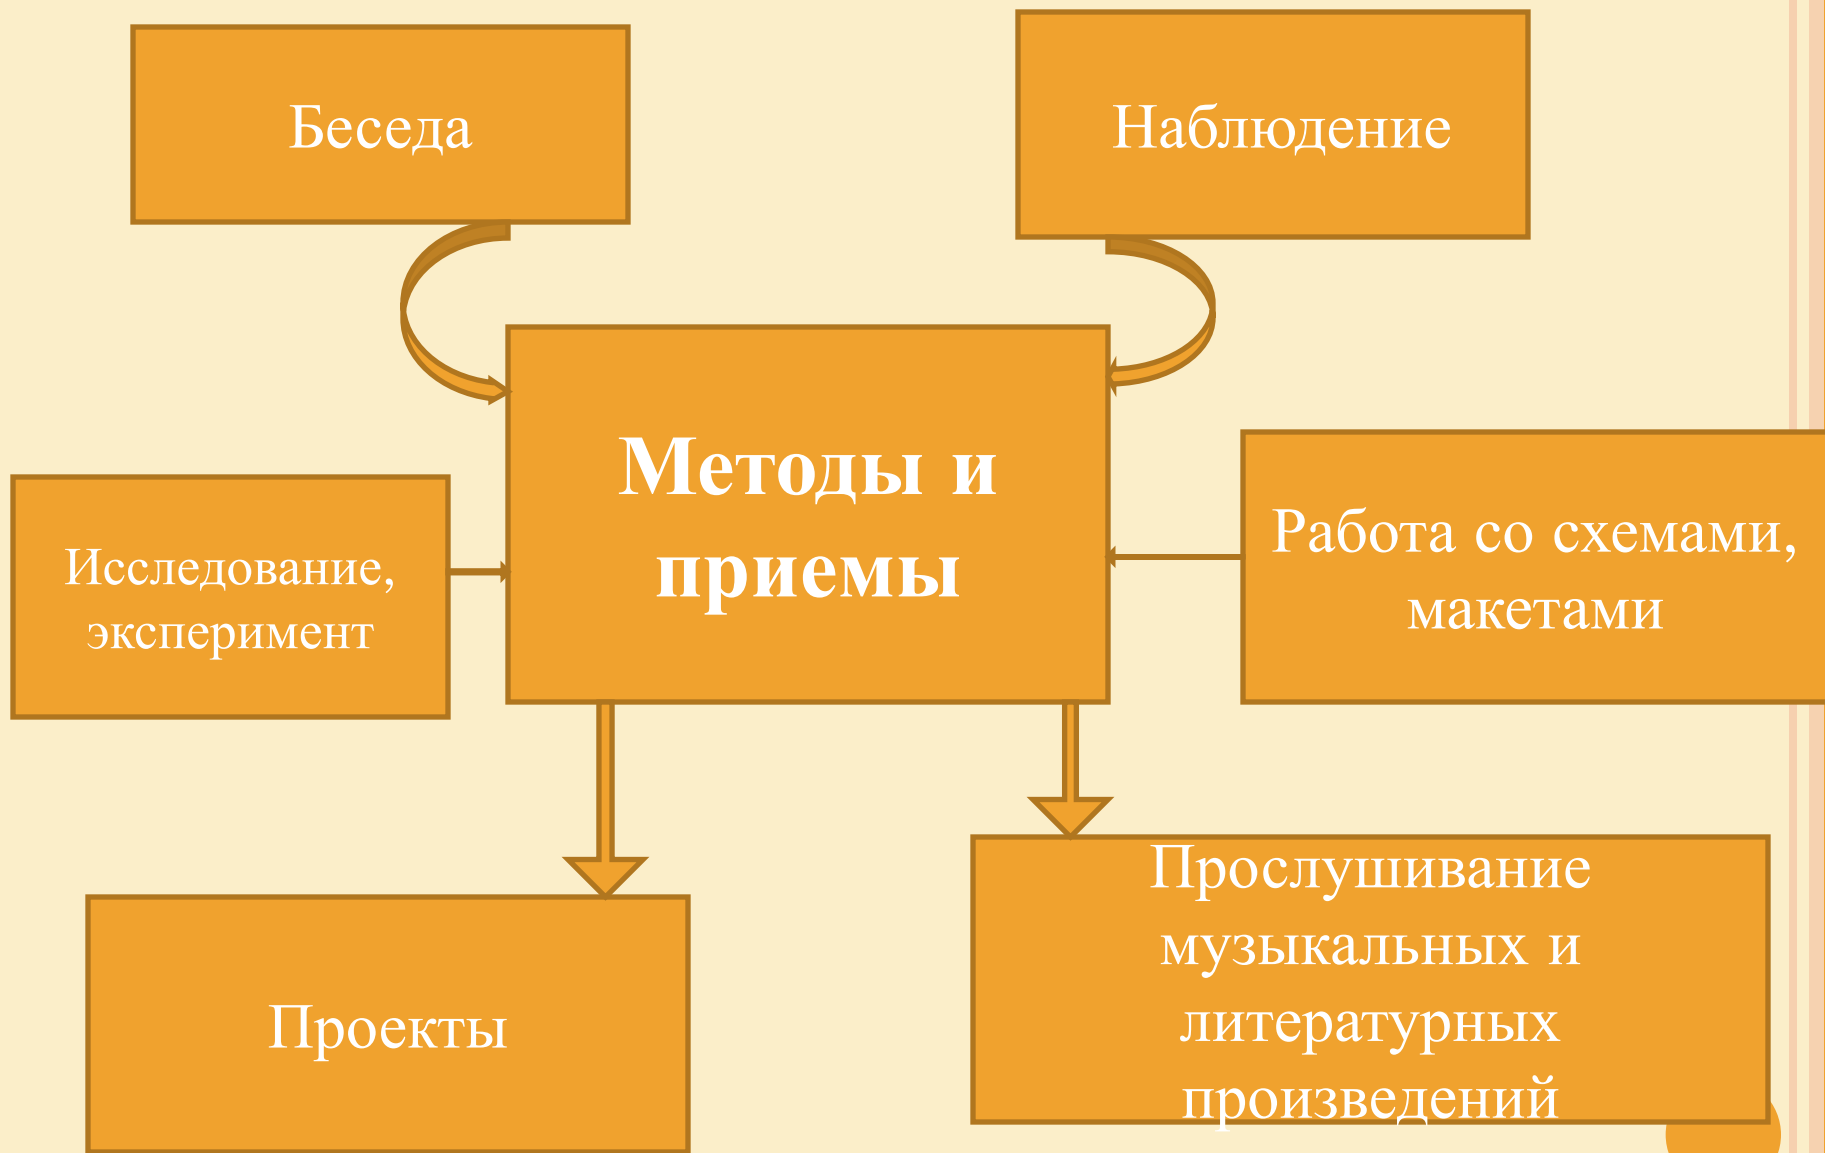 Беседа
Наблюдение
Методы и
приемы
Исследование,
эксперимент
Работа со схемами,
макетами
Проекты
Прослушивание
музыкальных и
литературных
произведений